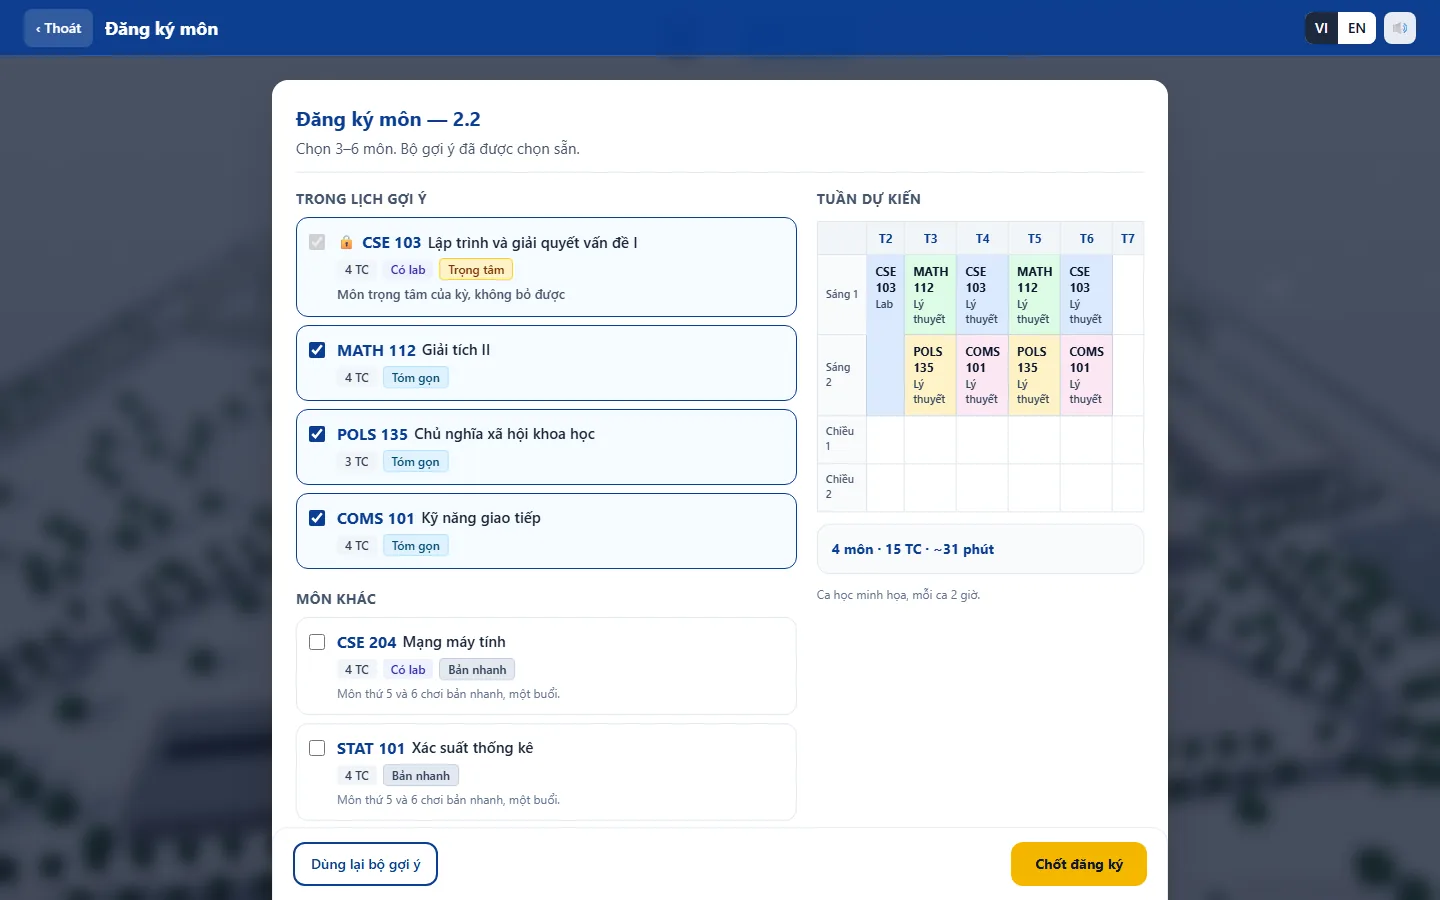 ‹ Thoát
Đăng ký môn
VI
EN
Đăng ký môn — 2.2
Chọn 3–6 môn. Bộ gợi ý đã được chọn sẵn.
TRONG LỊCH GỢI Ý
CSE 103 Lập trình và giải quyết vấn đề I
4 TC Có lab Trọng tâm
Môn trọng tâm của kỳ, không bỏ được
MATH 112 Giải tích II
4 TC Tóm gọn
POLS 135 Chủ nghĩa xã hội khoa học
3 TC Tóm gọn
COMS 101 Kỹ năng giao tiếp
4 TC Tóm gọn
MÔN KHÁC
CSE 204 Mạng máy tính
4 TC Có lab Bản nhanh
Môn thứ 5 và 6 chơi bản nhanh, một buổi.
STAT 101 Xác suất thống kê
4 TC Bản nhanh
Môn thứ 5 và 6 chơi bản nhanh, một buổi.
TUẦN DỰ KIẾN
T2 T3 T4 T5 T6 T7
Sáng 1
CSE
103
Lab
MATH
112
Lý
thuyết
CSE
103
Lý
thuyết
MATH
112
Lý
thuyết
CSE
103
Lý
thuyết
Sáng
2
POLS
135
Lý
thuyết
COMS
101
Lý
thuyết
POLS
135
Lý
thuyết
COMS
101
Lý
thuyết
Chiều
1
Chiều
2
4 môn · 15 TC · ~31 phút
Ca học minh họa, mỗi ca 2 giờ.
Dùng lại bộ gợi ý
Chốt đăng ký